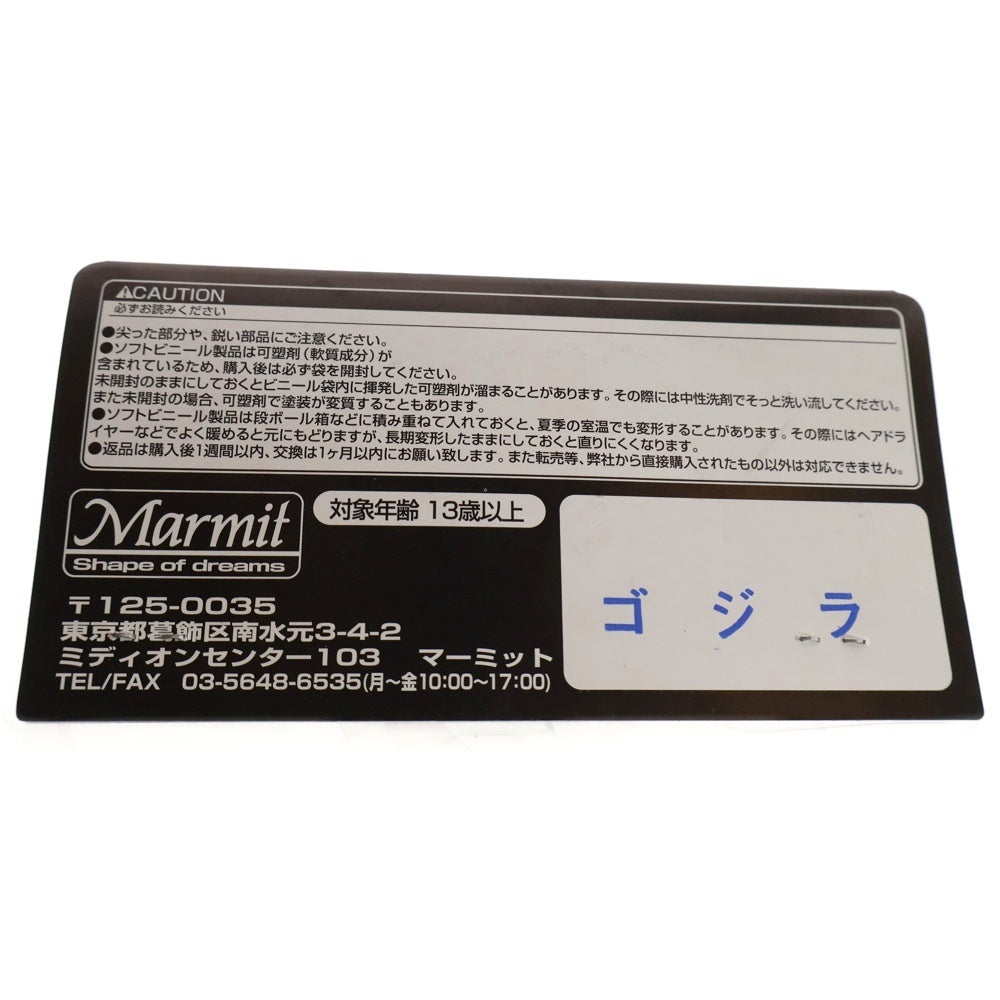 ⚠CAUTION
必ずお読みください
●尖った部分や、鋭い部品にご注意ください。
●ソフトビニール製品は可塑剤（軟質成分）が
含まれているため、購入後は必ず袋を開封してください。
未開封のままにしておくとビニール袋内に揮発した可塑剤が溜まることがあります。その際には中性洗剤でそっと洗い流してください。
また未開封の場合、可塑剤で塗装が変質することもあります。
●ソフトビニール製品は段ボール箱などに積み重ねて入れておくと、夏季の室温でも変形することがあります。その際にはヘアドラ
イヤーなどでよく暖めると元にもどりますが、長期変形したままにしておくと直りにくくなります。
●返品は購入後1週間以内、交換は1ヶ月以内にお願い致します。また転売等、弊社から直接購入されたもの以外は対応できません。
Marmit
Shape of dreams
対象年齢 13歳以上
〒125-0035
東京都葛飾区南水元3-4-2
ミディオンセンター103 マーミット
TEL/FAX 03-5648-6535(月～金10:00～17:00)
ゴジラ